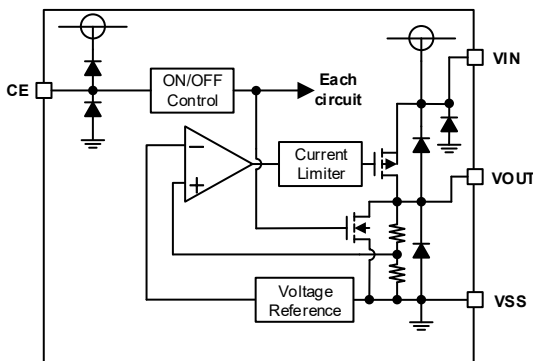 VIN
CE
ON/OFF
Control
Each
circuit
−
+
Current
Limiter
VOUT
Voltage
Reference
VSS